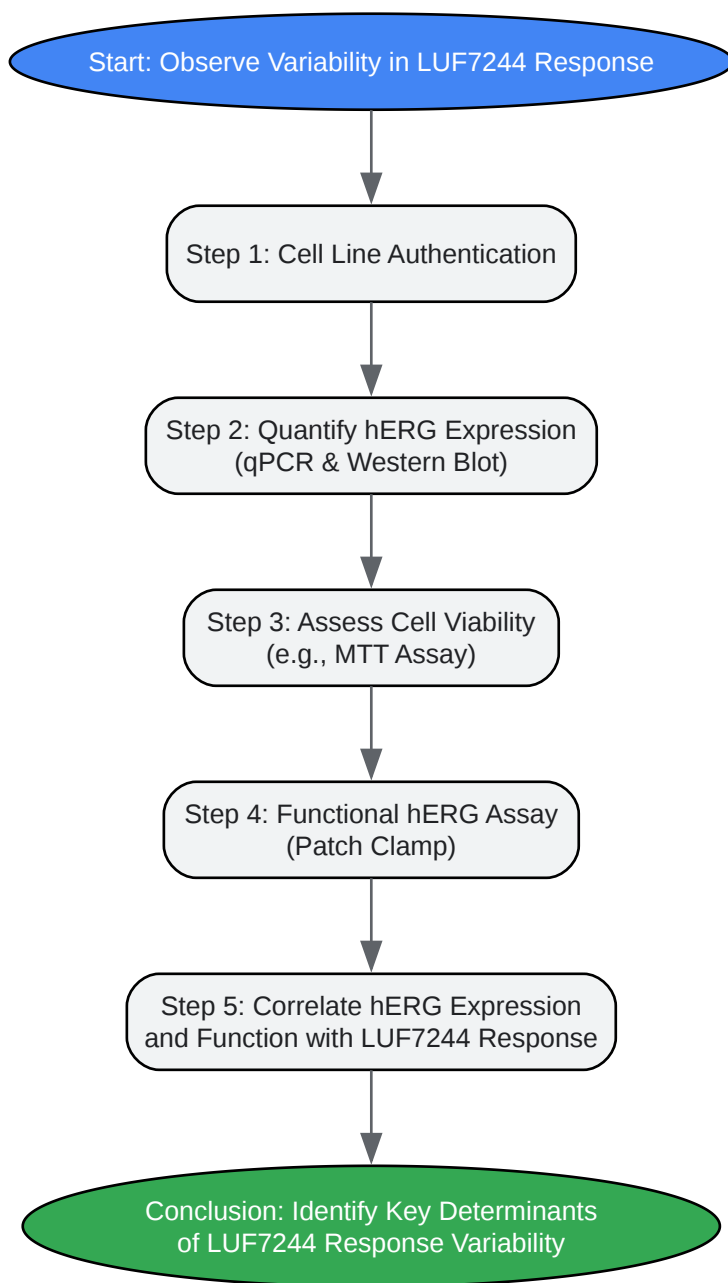 Start: Observe Variability in LUF7244 Response
Step 1: Cell Line Authentication
Step 2: Quantify hERG Expression
(qPCR & Western Blot)
Step 3: Assess Cell Viability
(e.g., MTT Assay)
Step 4: Functional hERG Assay
(Patch Clamp)
Step 5: Correlate hERG Expression
and Function with LUF7244 Response
Conclusion: Identify Key Determinants
of LUF7244 Response Variability